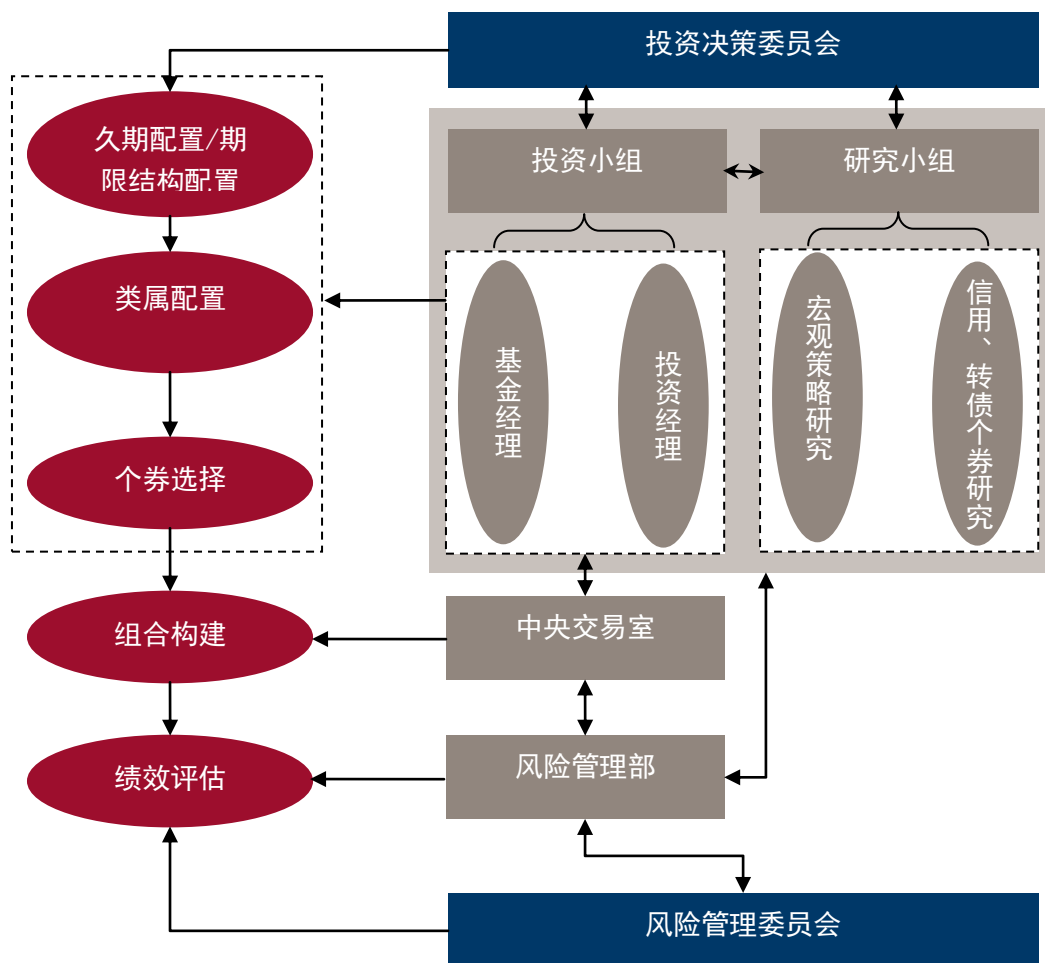 投资决策委员会
久期配置/期
限结构配置
投资小组
研究小组
类属配置
基金经理
投资经理
宏观策略研究
信用、转债个券研究
个券选择
组合构建
中央交易室
绩效评估
风险管理部
风险管理委员会